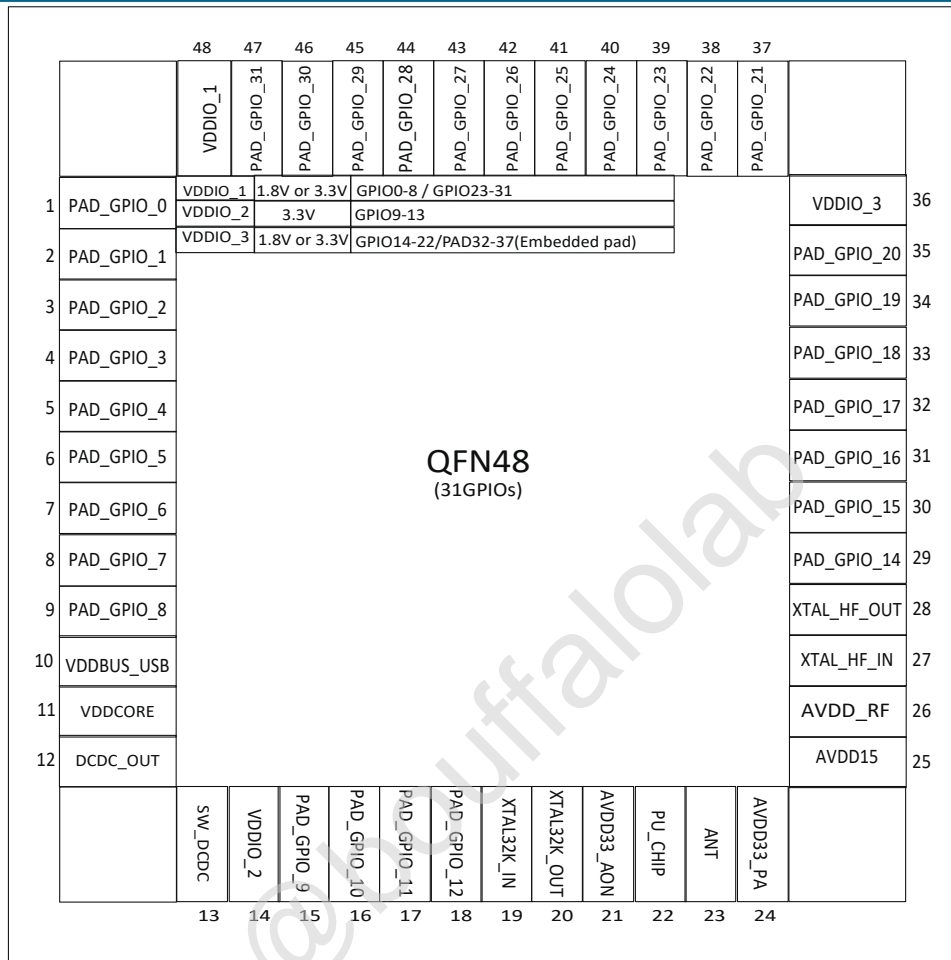 48 47 46 45 44 43 42 41 40 39 38 37
VDDIO_1
PAD_GPIO_31
PAD_GPIO_30
PAD_GPIO_29
PAD_GPIO_28
PAD_GPIO_27
PAD_GPIO_26
PAD_GPIO_25
PAD_GPIO_24
PAD_GPIO_23
PAD_GPIO_22
PAD_GPIO_21
VDDIO_1 1.8V or 3.3V GPIO0-8 / GPIO23-31
VDDIO_2 3.3V GPIO9-13
VDDIO_3 1.8V or 3.3V GPIO14-22/PAD32-37(Embedded pad)
1 PAD_GPIO_0
2 PAD_GPIO_1
3 PAD_GPIO_2
4 PAD_GPIO_3
5 PAD_GPIO_4
6 PAD_GPIO_5
7 PAD_GPIO_6
8 PAD_GPIO_7
9 PAD_GPIO_8
10 VDDBUS_USB
11 VDDCORE
12 DCDC_OUT
QFN48
(31GPIOs)
VDDIO_3 36
PAD_GPIO_20 35
PAD_GPIO_19 34
PAD_GPIO_18 33
PAD_GPIO_17 32
PAD_GPIO_16 31
PAD_GPIO_15 30
PAD_GPIO_14 29
XTAL_HF_OUT 28
XTAL_HF_IN 27
AVDD_RF 26
AVDD15 25
SW_DCDC
VDDIO_2
PAD_GPIO_9
PAD_GPIO_10
PAD_GPIO_11
PAD_GPIO_12
XTAL32K_IN
XTAL32K_OUT
AVDD33_AON
PU_CHIP
ANT
AVDD33_PA
13 14 15 16 17 18 19 20 21 22 23 24
@bouffalolab